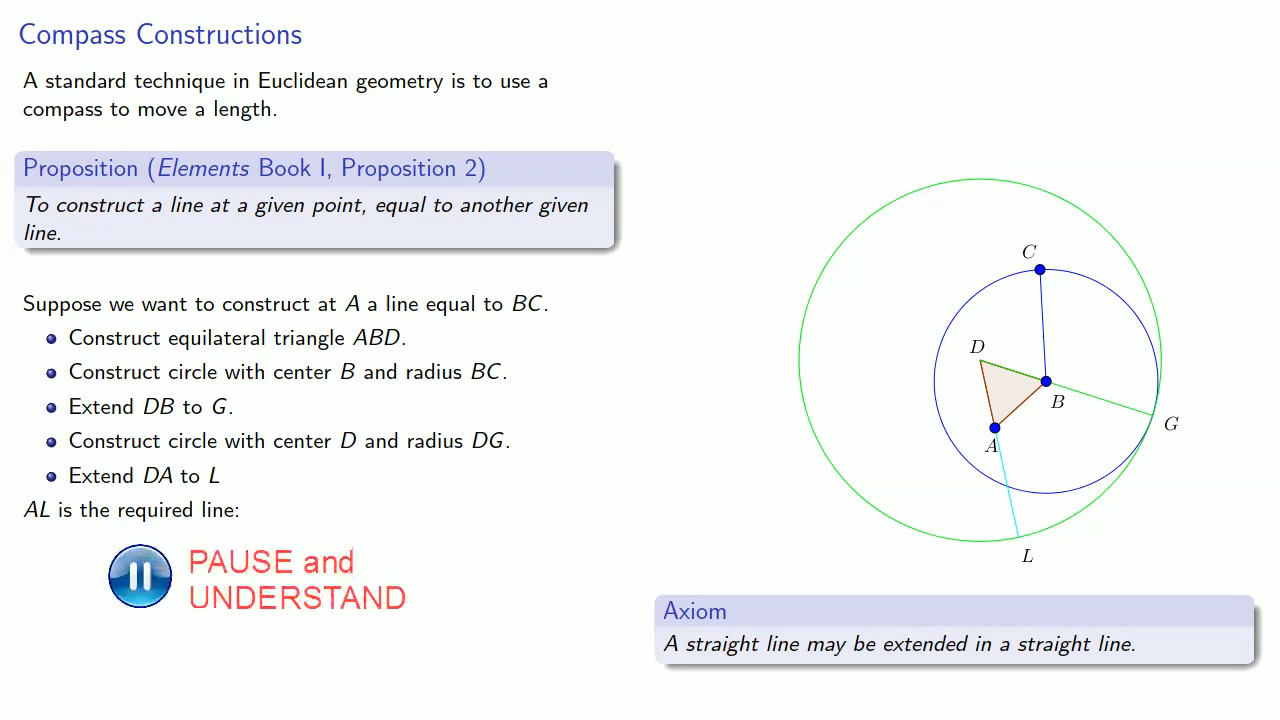 Compass Constructions
A standard technique in Euclidean geometry is to use a
compass to move a length.
Proposition (Elements Book I, Proposition 2)
To construct a line at a given point, equal to another given
line.
Suppose we want to construct at A a line equal to BC.
Construct equilateral triangle ABD.
Construct circle with center B and radius BC.
Extend DB to G.
Construct circle with center D and radius DG.
Extend DA to L
AL is the required line:
PAUSE and
UNDERSTAND
C
D
B
G
A
L
Axiom
A straight line may be extended in a straight line.